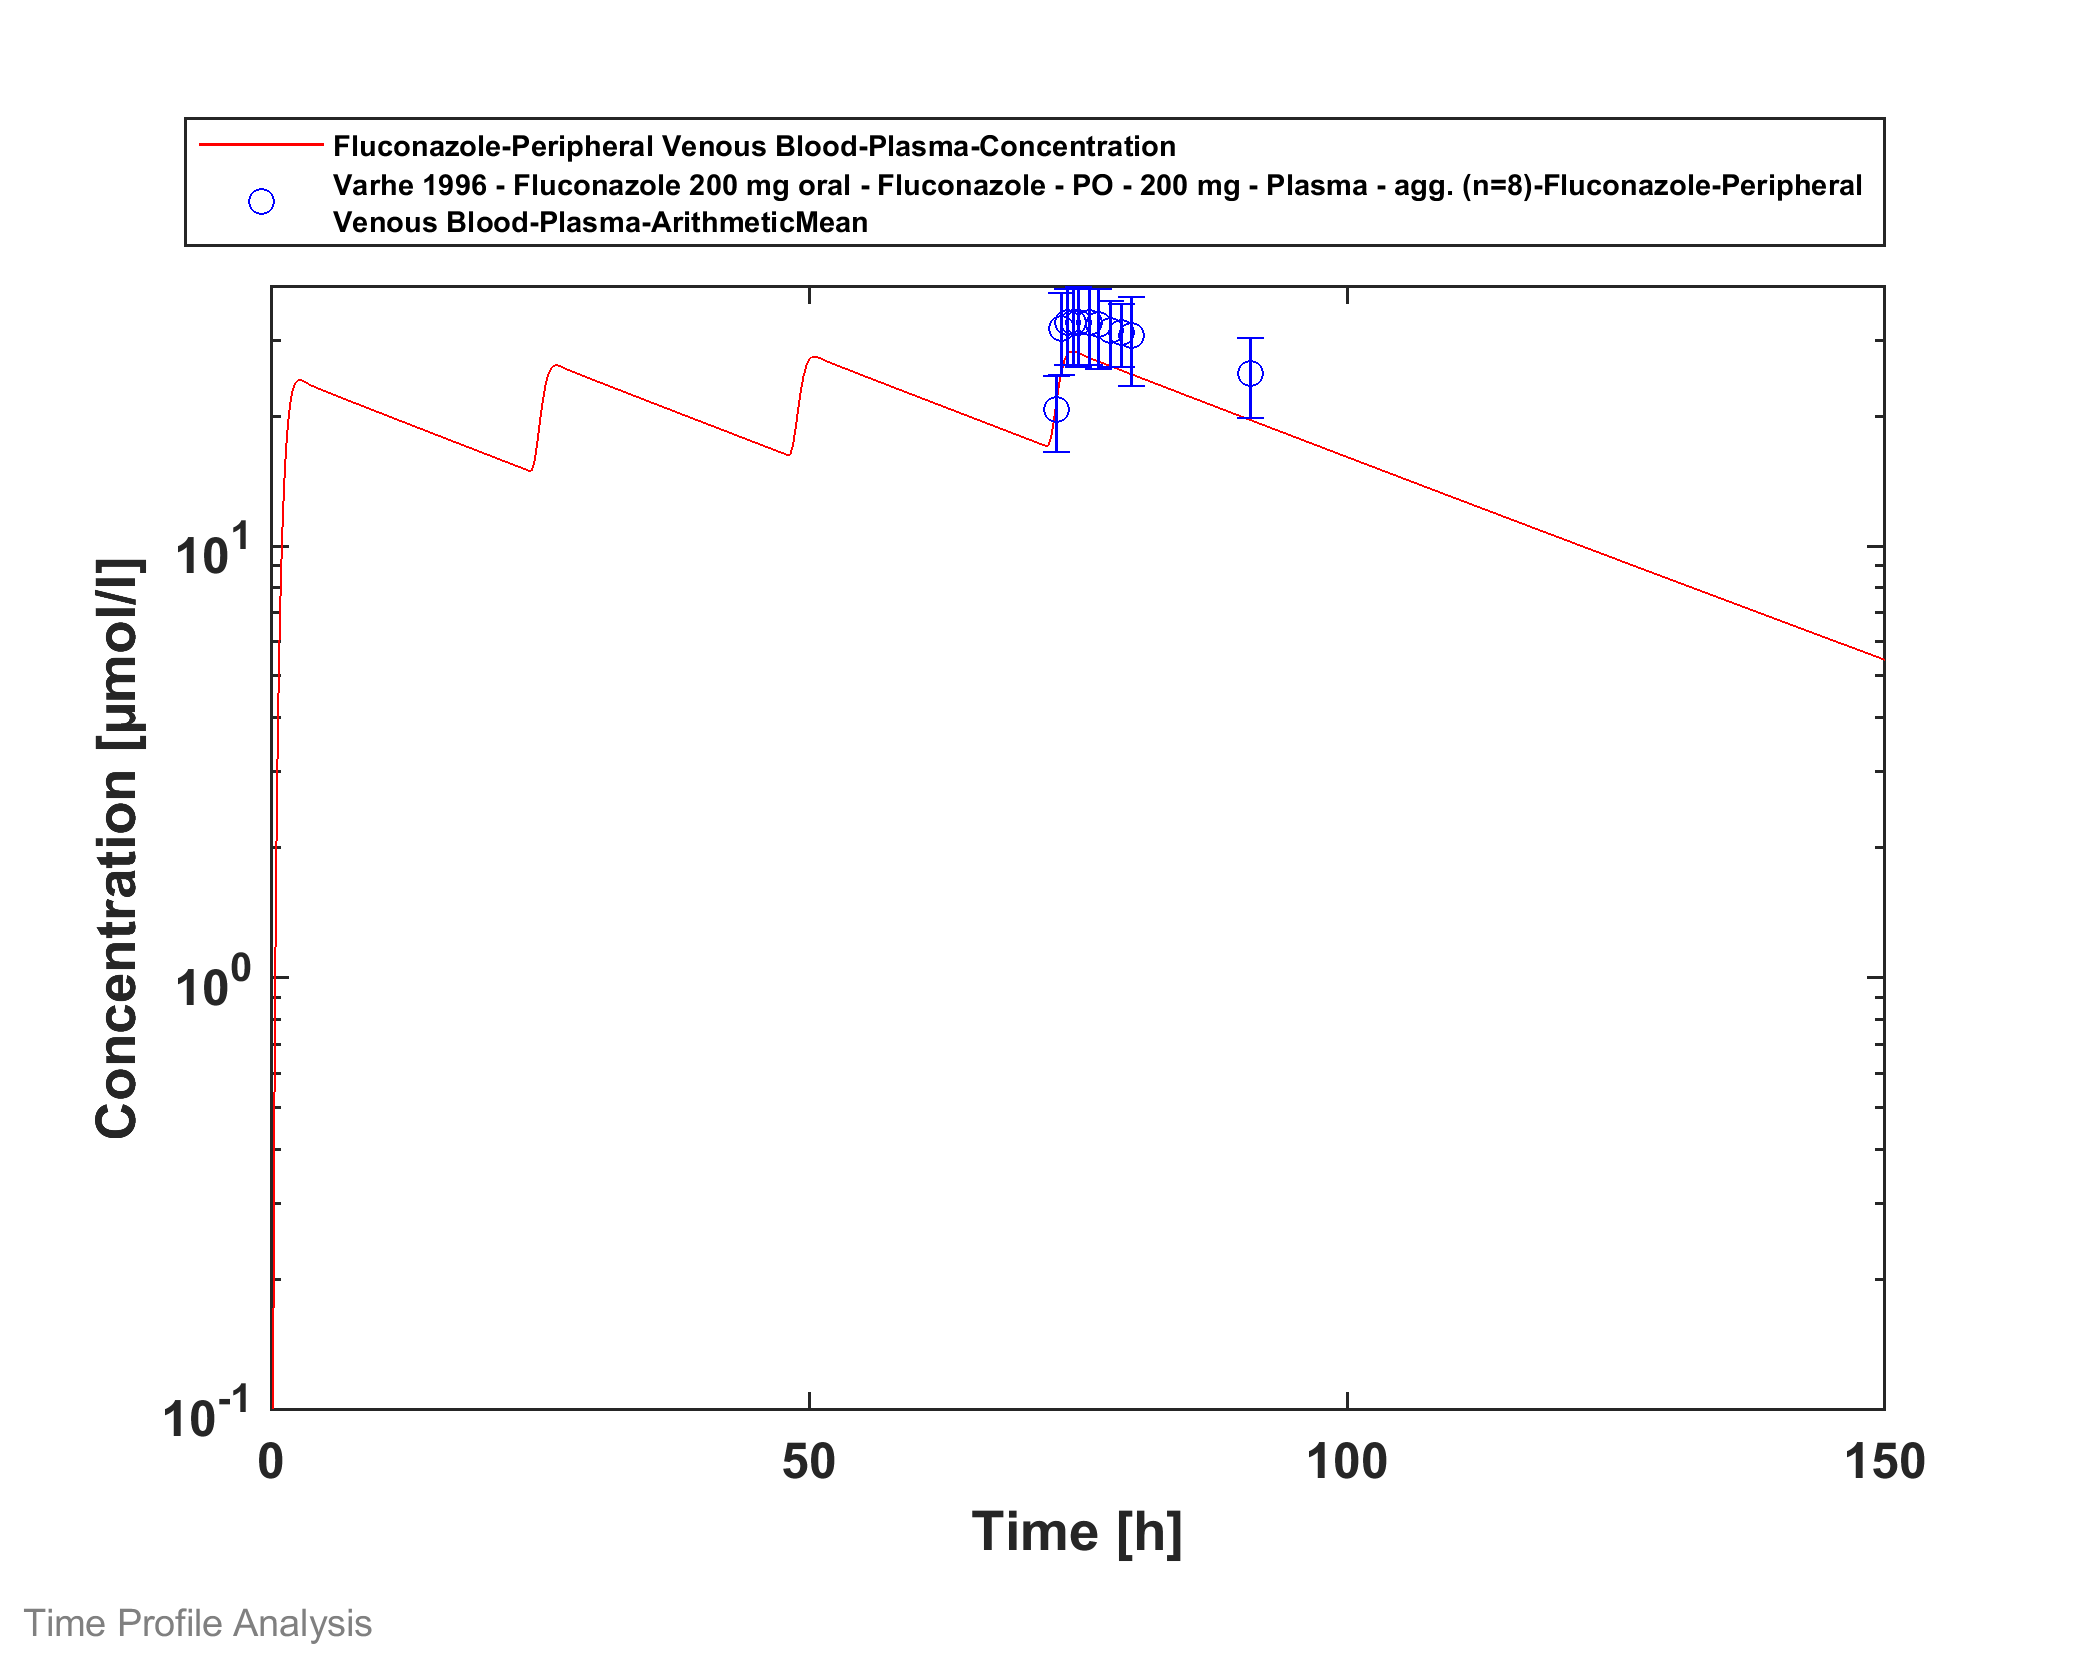 Fluconazole-Peripheral Venous Blood-Plasma-Concentration
Varhe 1996 - Fluconazole 200 mg oral - Fluconazole - PO - 200 mg - Plasma - agg. (n=8)-Fluconazole-Peripheral
Venous Blood-Plasma-ArithmeticMean
10^1
10^0
10^-1
Concentration [µmol/l]
0 50 100 150
Time [h]
Time Profile Analysis